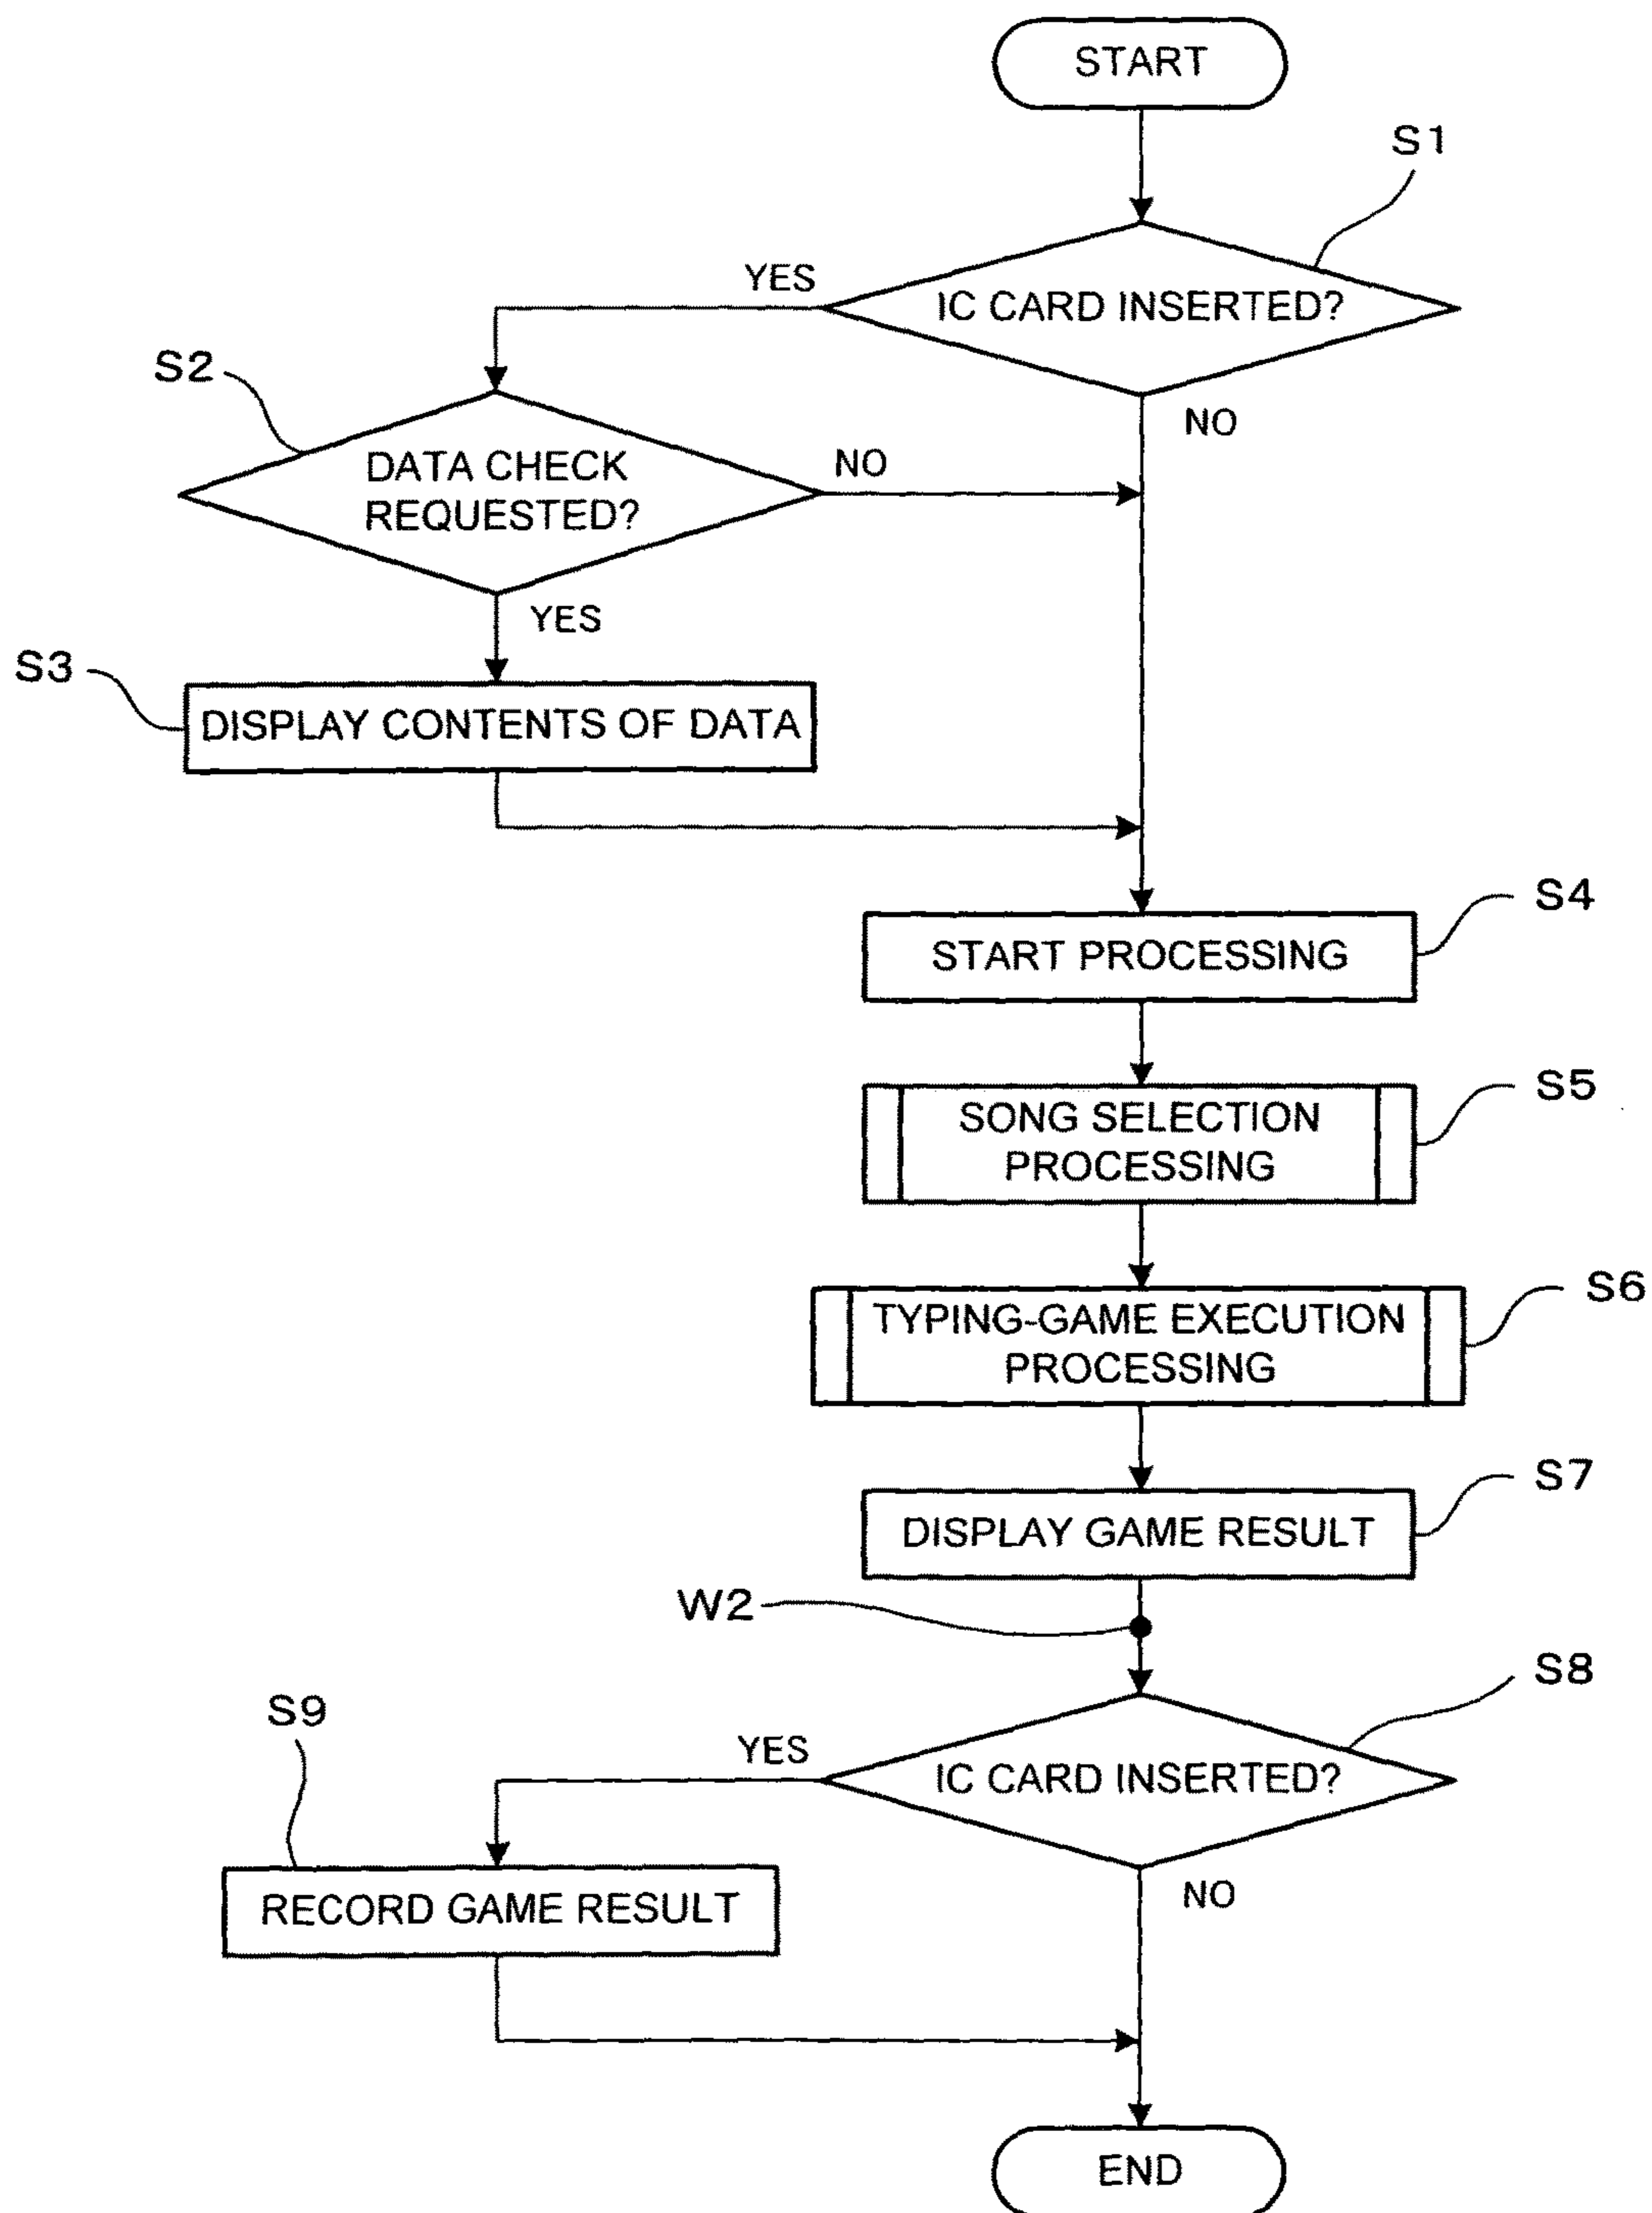 START
S1
YES
IC CARD INSERTED?
S2
NO
DATA CHECK
REQUESTED?
NO
YES
S3
DISPLAY CONTENTS OF DATA
S4
START PROCESSING
S5
SONG SELECTION
PROCESSING
S6
TYPING-GAME EXECUTION
PROCESSING
S7
DISPLAY GAME RESULT
W2
S8
S9
YES
IC CARD INSERTED?
RECORD GAME RESULT
NO
END